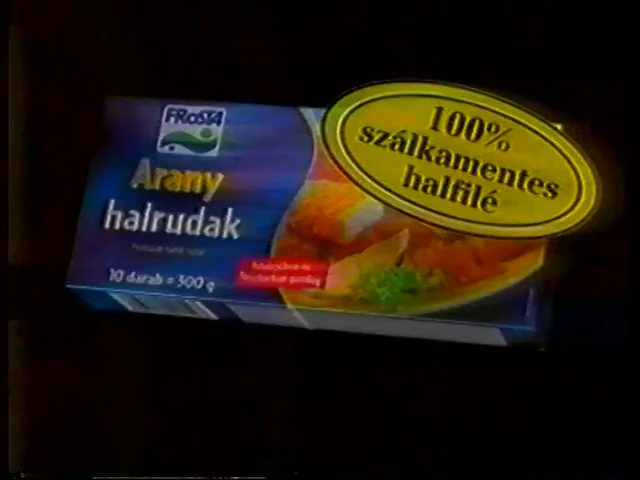 FRoSTA
Arany
halrudak
10 darab = 300 g
100%
szálkamentes
halfilé